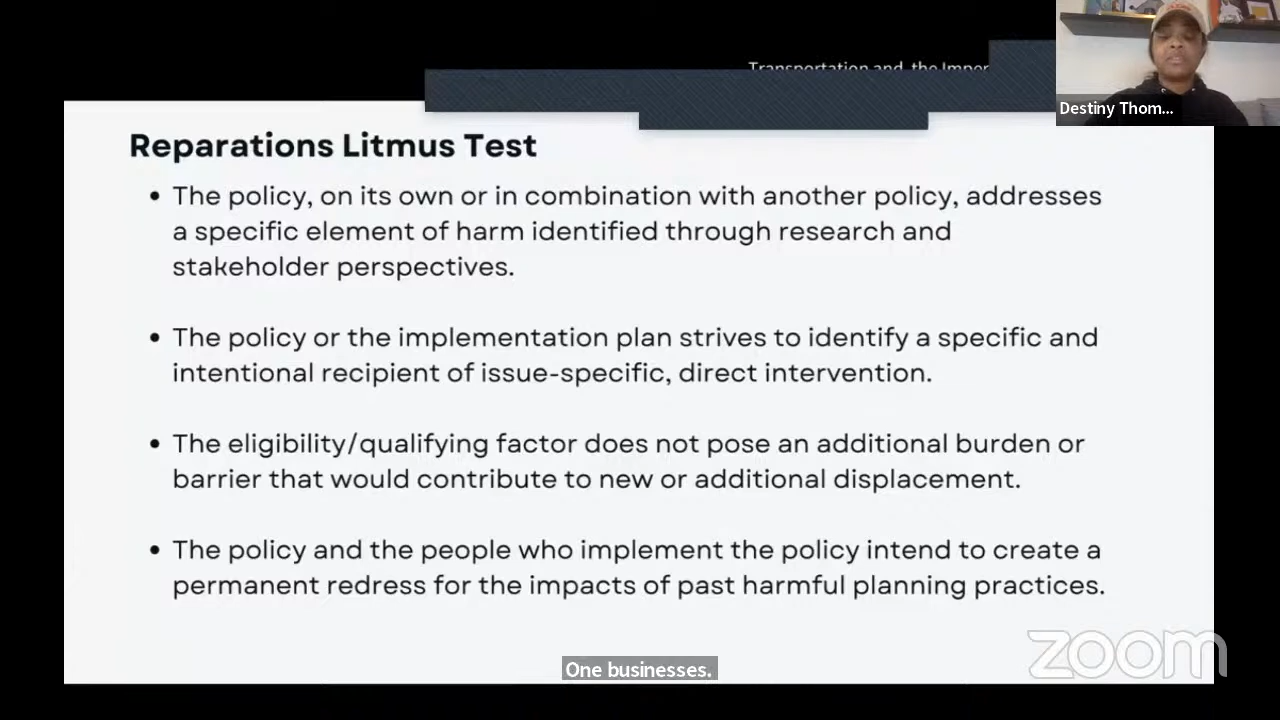 Transportation and the
Destiny Thom...
Reparations Litmus Test
• The policy, on its own or in combination with another policy, addresses
a specific element of harm identified through research and
stakeholder perspectives.
• The policy or the implementation plan strives to identify a specific and
intentional recipient of issue-specific, direct intervention.
• The eligibility/qualifying factor does not pose an additional burden or
barrier that would contribute to new or additional displacement.
• The policy and the people who implement the policy intend to create a
permanent redress for the impacts of past harmful planning practices.
zoom
One businesses.